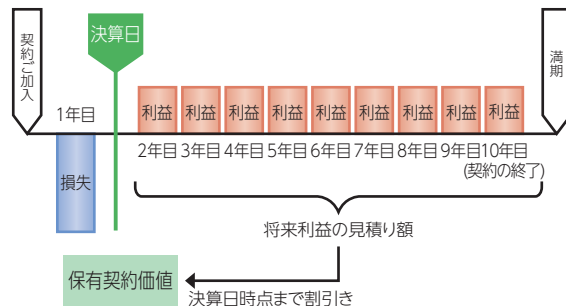 契約ご加入
決算日
満期
1年目
利益 利益 利益 利益 利益 利益 利益 利益 利益
2年目 3年目 4年目 5年目 6年目 7年目 8年目 9年目 10年目
(契約の終了)
損失
将来利益の見積り額
保有契約価値
決算日時点まで割引き